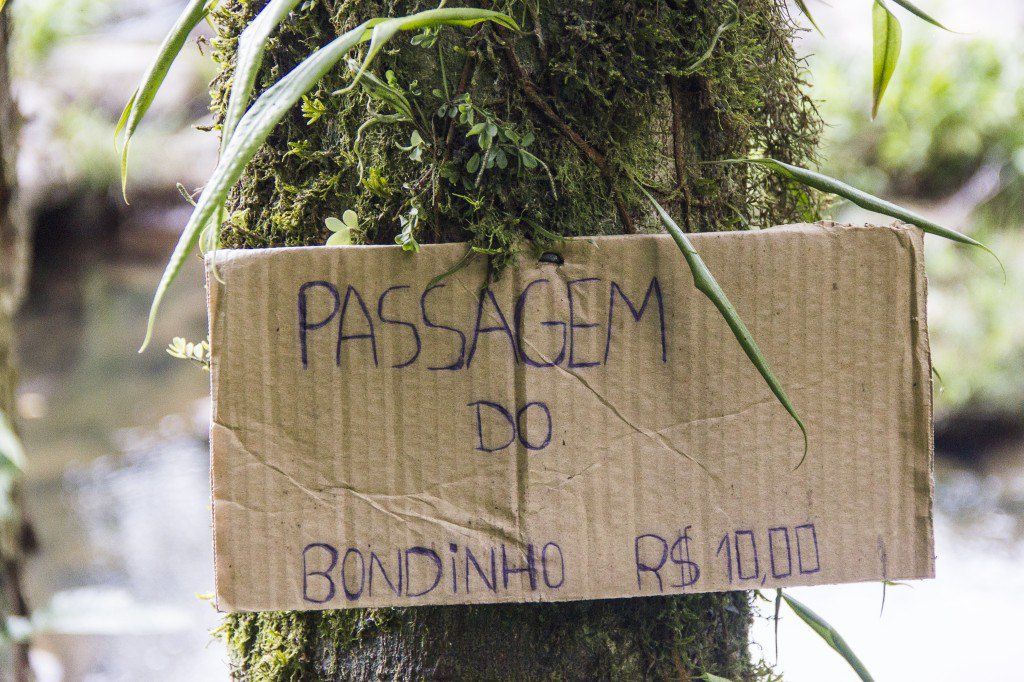 PASSAGEM
DO
BONDiNHO R$ 10,00